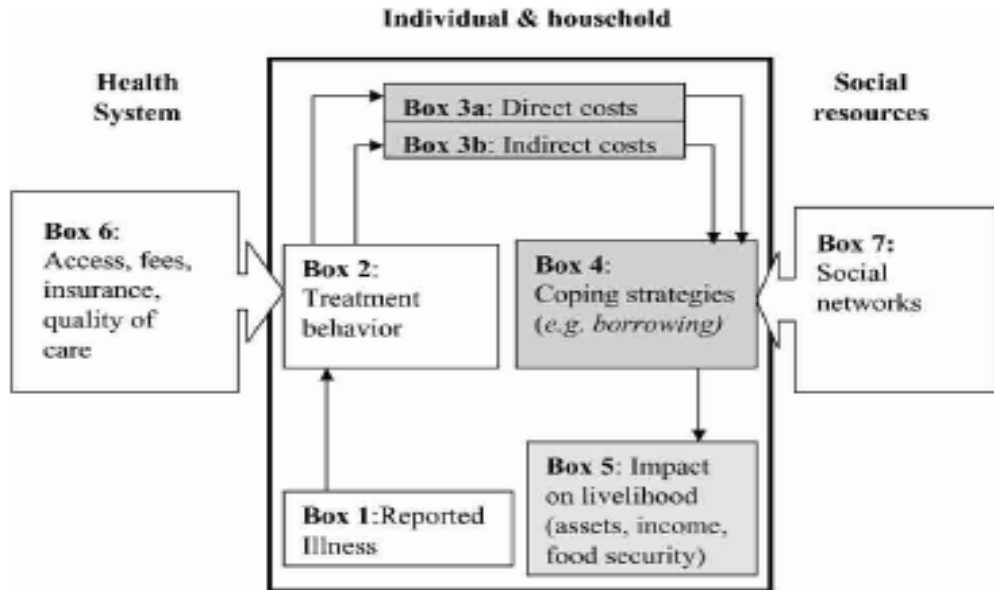 Individual & household
Health
System
Social
resources
Box 3a: Direct costs
Box 3b: Indirect costs
Box 6:
Access, fees,
insurance,
quality of
care
Box 2:
Treatment
behavior
Box 4:
Coping strategies
(e.g. borrowing)
Box 7:
Social
networks
Box 1:Reported
Illness
Box 5: Impact
on livelihood
(assets, income,
food security)